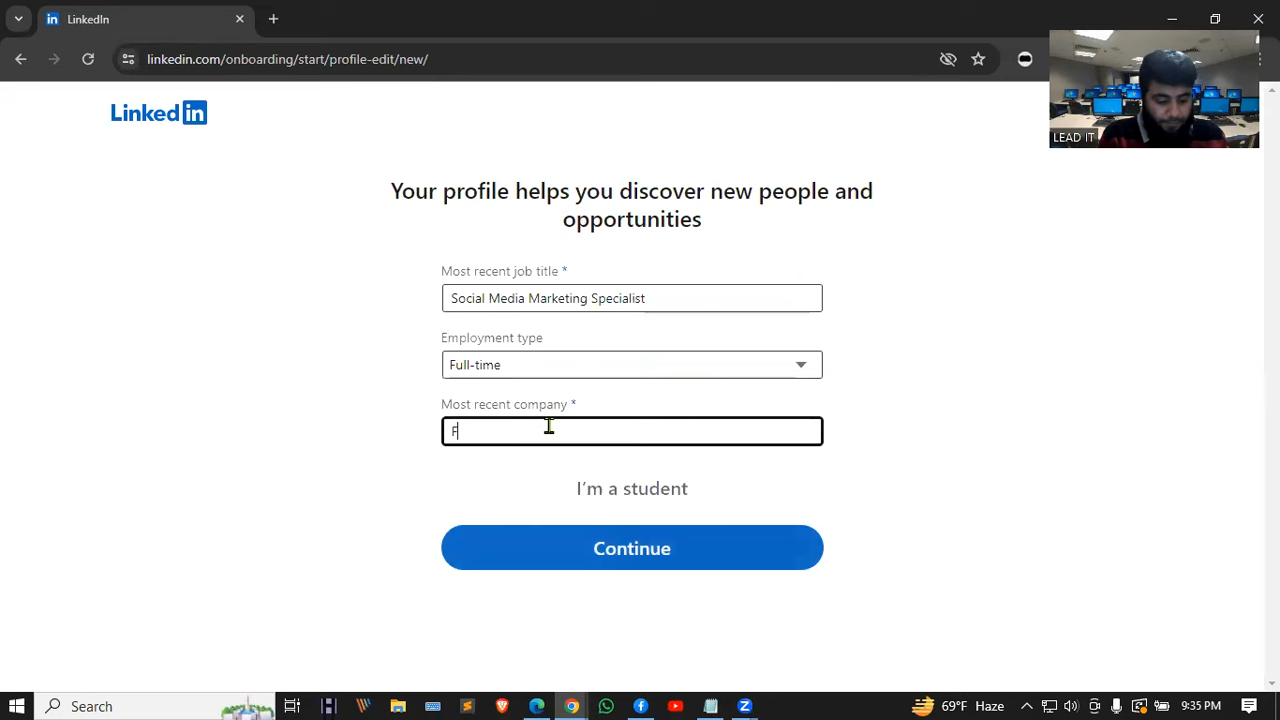 LinkedIn
linkedin.com/onboarding/start/profile-edit/new/
Linked in
LEAD IT
Your profile helps you discover new people and
opportunities
Most recent job title *
Social Media Marketing Specialist
Employment type
Full-time
Most recent company *
F
I'm a student
Continue
Search
69°F Haze
9:35 PM